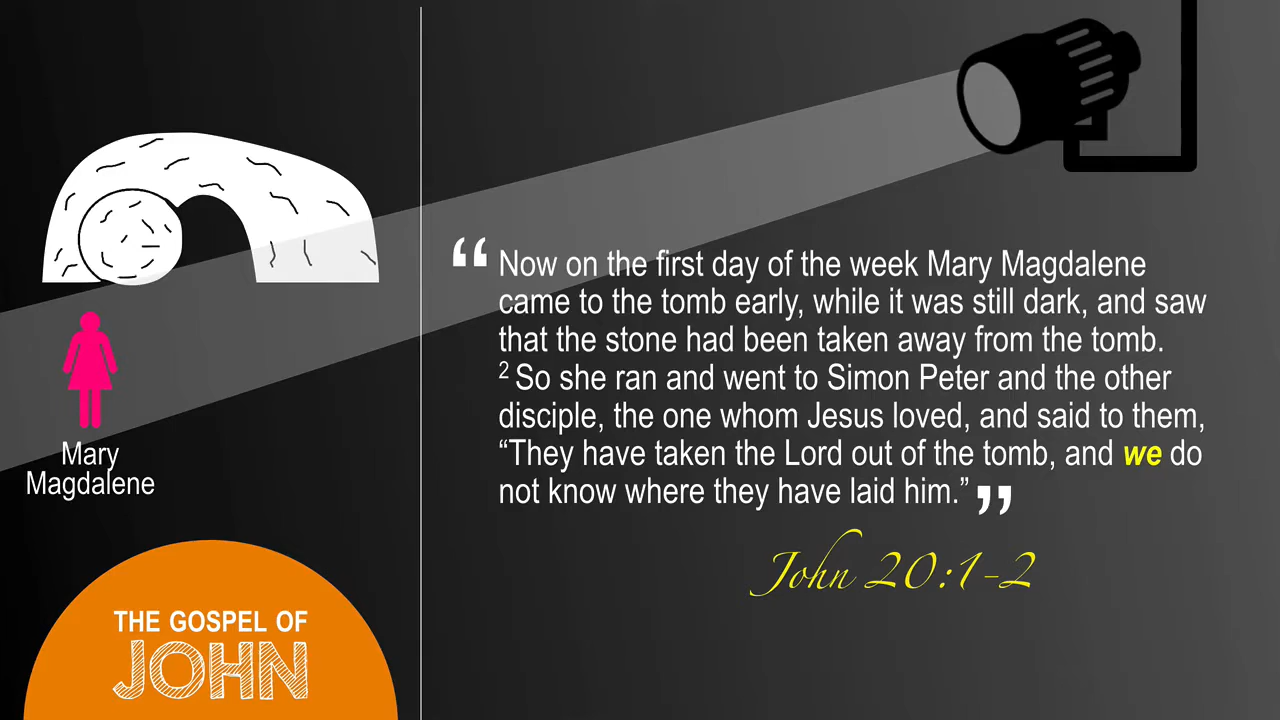 “Now on the first day of the week Mary Magdalene
came to the tomb early, while it was still dark, and saw
that the stone had been taken away from the tomb.
2 So she ran and went to Simon Peter and the other
disciple, the one whom Jesus loved, and said to them,
“They have taken the Lord out of the tomb, and we do
not know where they have laid him.””
John 20:1-2
Mary
Magdalene
THE GOSPEL OF
JOHN